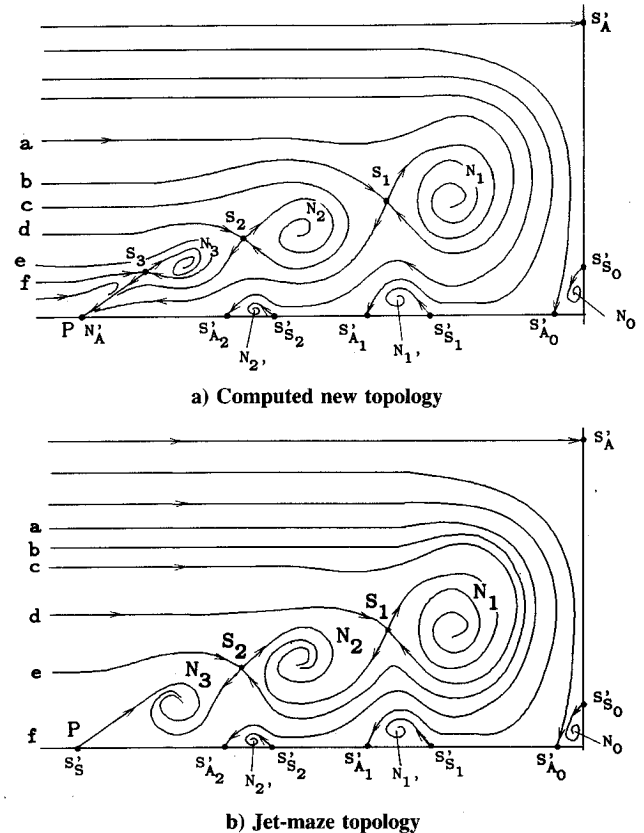 S'A
a
b
S1
N1
c
N2
d
S2
e
S3
N3
f
S'S0
P
N'A
S'A2
S'S2
S'A1
S'S1
S'A0
N0
N2'
N1'
a) Computed new topology
S'A
a
b
c
d
S1
N1
S2
N2
e
N3
P
f
S'S0
S'S
S'A2
S'S2
S'A1
S'S1
S'A0
N0
N2'
N1'
b) Jet-maze topology